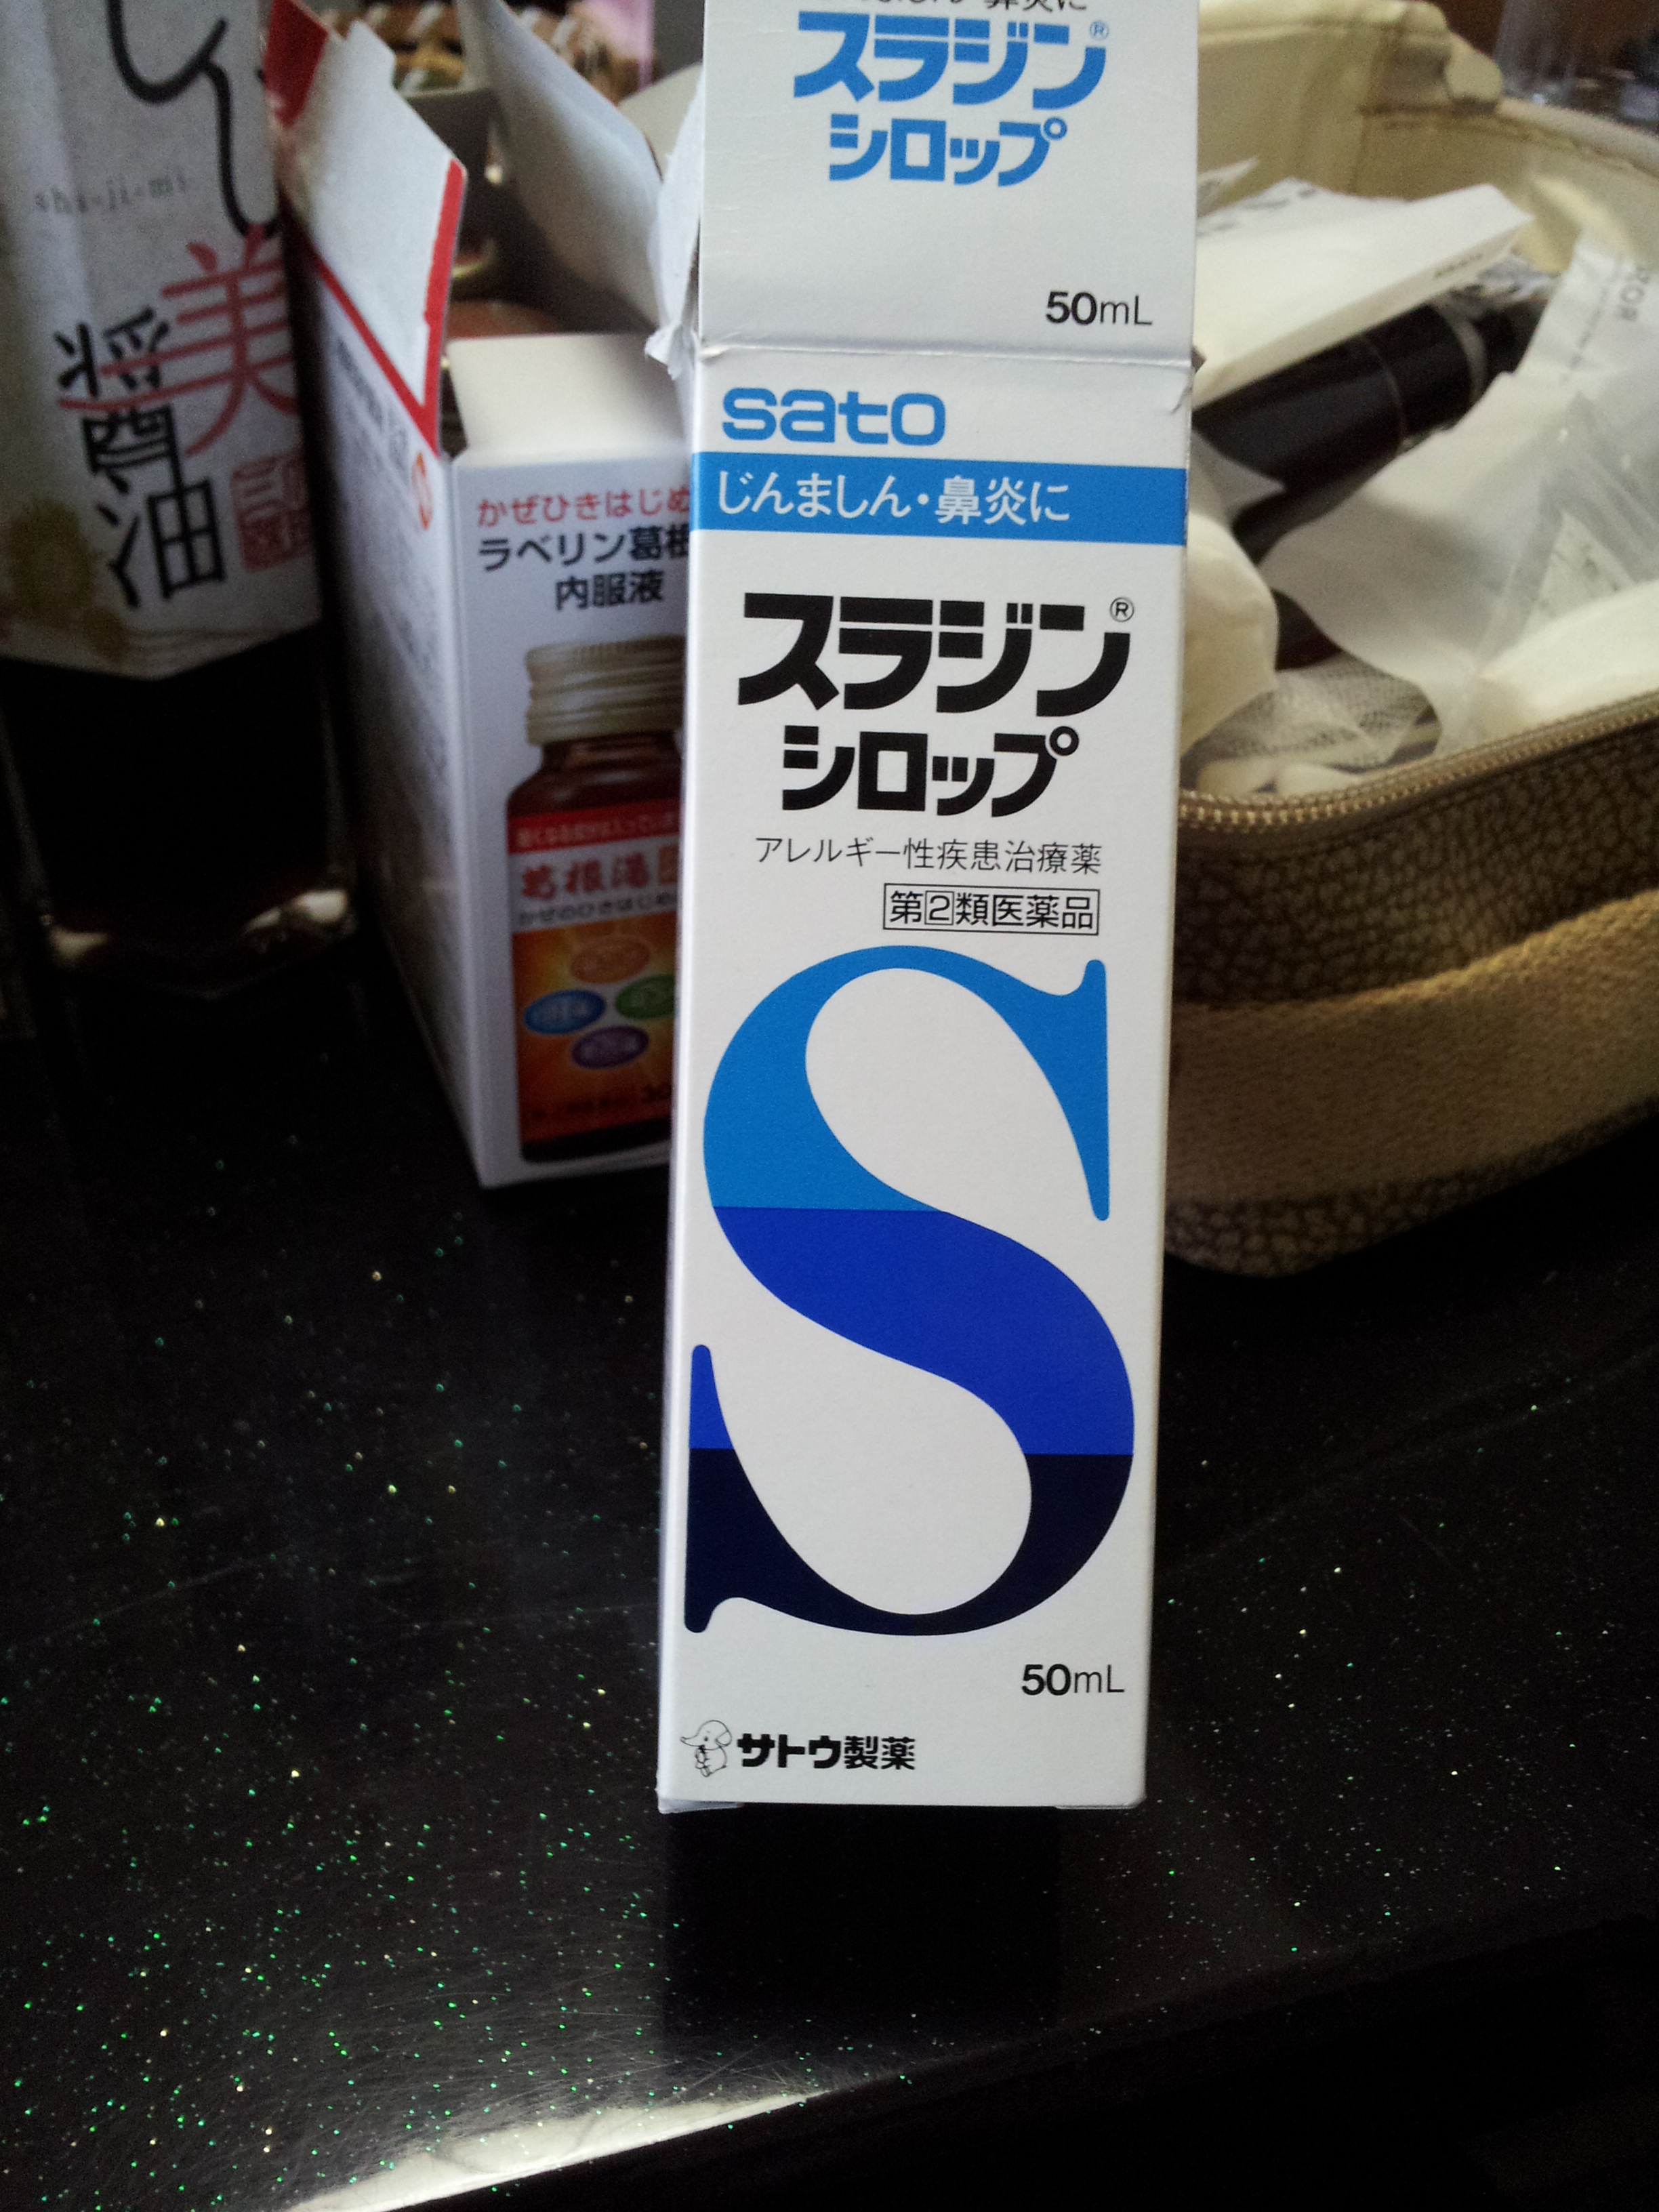 スラジン®
シロップ
50mL
sato
じんましん・鼻炎に
スラジン®
シロップ
アレルギー性疾患治療薬
第②類医薬品
50mL
サトウ製薬
かぜひきはじめ
ラベリン葛根
内服液
葛根湯
shi-ji-mi
美
醤油